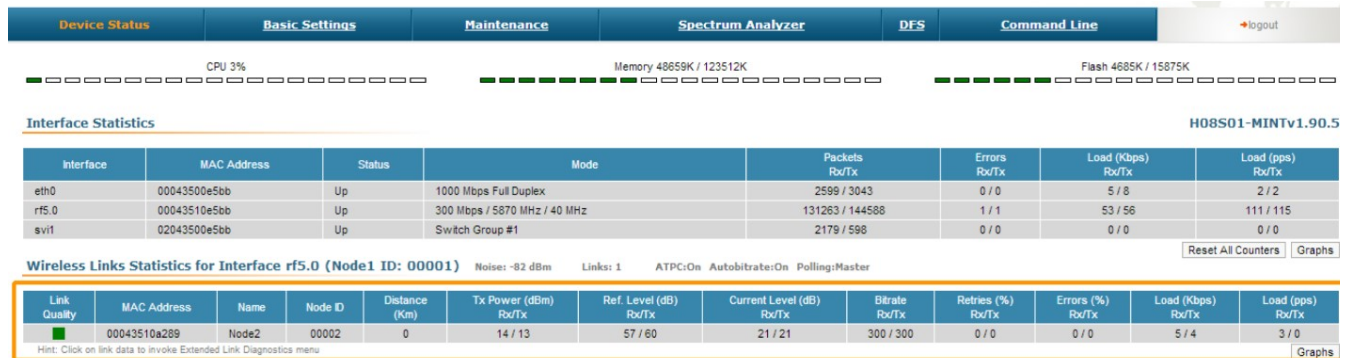 Device Status Basic Settings Maintenance Spectrum Analyzer DFS Command Line logout
CPU 3% Memory 48659K / 123512K Flash 4685K / 15875K
Interface Statistics H08S01-MINTv1.90.5
Interface MAC Address Status Mode Packets Rx/Tx Errors Rx/Tx Load (Kbps) Rx/Tx Load (pps) Rx/Tx
eth0 00043500e5bb Up 1000 Mbps Full Duplex 2599 / 3043 0 / 0 5 / 8 2 / 2
rf5.0 00043510e5bb Up 300 Mbps / 5870 MHz / 40 MHz 131263 / 144588 1 / 1 53 / 56 111 / 115
svi1 02043500e5bb Up Switch Group #1 2179 / 598 0 / 0 0 / 0 0 / 0
Reset All Counters Graphs
Wireless Links Statistics for Interface rf5.0 (Node1 ID: 00001) Noise: -82 dBm Links: 1 ATPC:On Autobitrate:On Polling:Master
Link Quality MAC Address Name Node ID Distance (Km) Tx Power (dBm) Rx/Tx Ref. Level (dB) Rx/Tx Current Level (dB) Rx/Tx Bitrate Rx/Tx Retries (%) Rx/Tx Errors (%) Rx/Tx Load (Kbps) Rx/Tx Load (pps) Rx/Tx
00043510a289 Node2 00002 0 14 / 13 57 / 60 21 / 21 300 / 300 0 / 0 0 / 0 5 / 4 3 / 0
Hint: Click on link data to invoke Extended Link Diagnostics menu Graphs